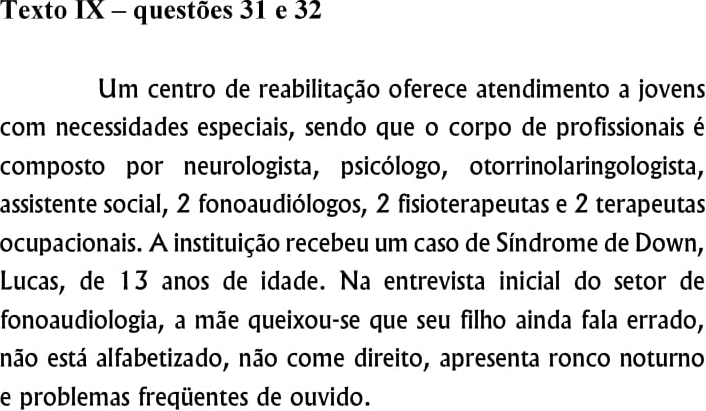 Texto IX – questões 31 e 32
Um centro de reabilitação oferece atendimento a jovens
com necessidades especiais, sendo que o corpo de profissionais é
composto por neurologista, psicólogo, otorrinolaringologista,
assistente social, 2 fonoaudiólogos, 2 fisioterapeutas e 2 terapeutas
ocupacionais. A instituição recebeu um caso de Síndrome de Down,
Lucas, de 13 anos de idade. Na entrevista inicial do setor de
fonoaudiologia, a mãe queixou-se que seu filho ainda fala errado,
não está alfabetizado, não come direito, apresenta ronco noturno
e problemas freqüentes de ouvido.